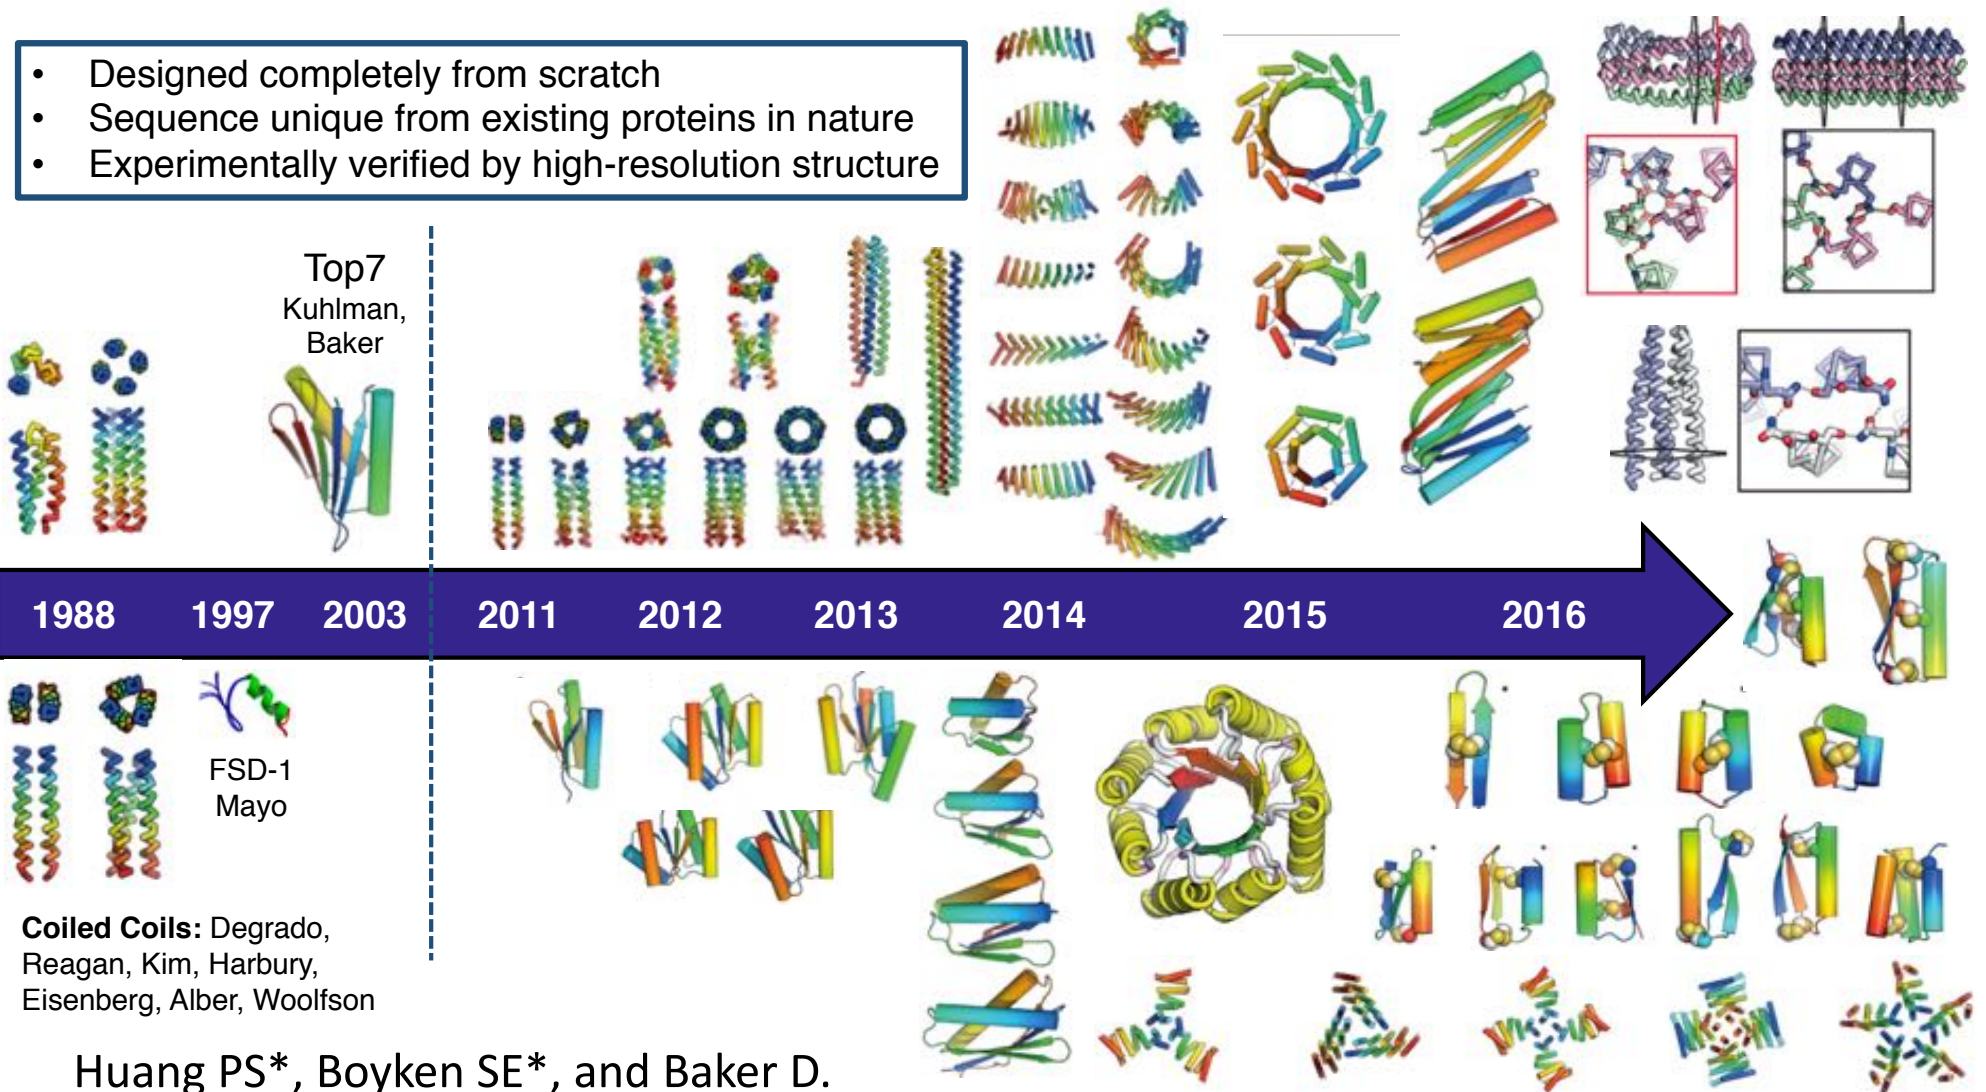 • Designed completely from scratch
• Sequence unique from existing proteins in nature
• Experimentally verified by high-resolution structure
Top7
Kuhlman,
Baker
1988 1997 2003 2011 2012 2013 2014 2015 2016
FSD-1
Mayo
Coiled Coils: Degrado,
Reagan, Kim, Harbury,
Eisenberg, Alber, Woolfson
Huang PS*, Boyken SE*, and Baker D.